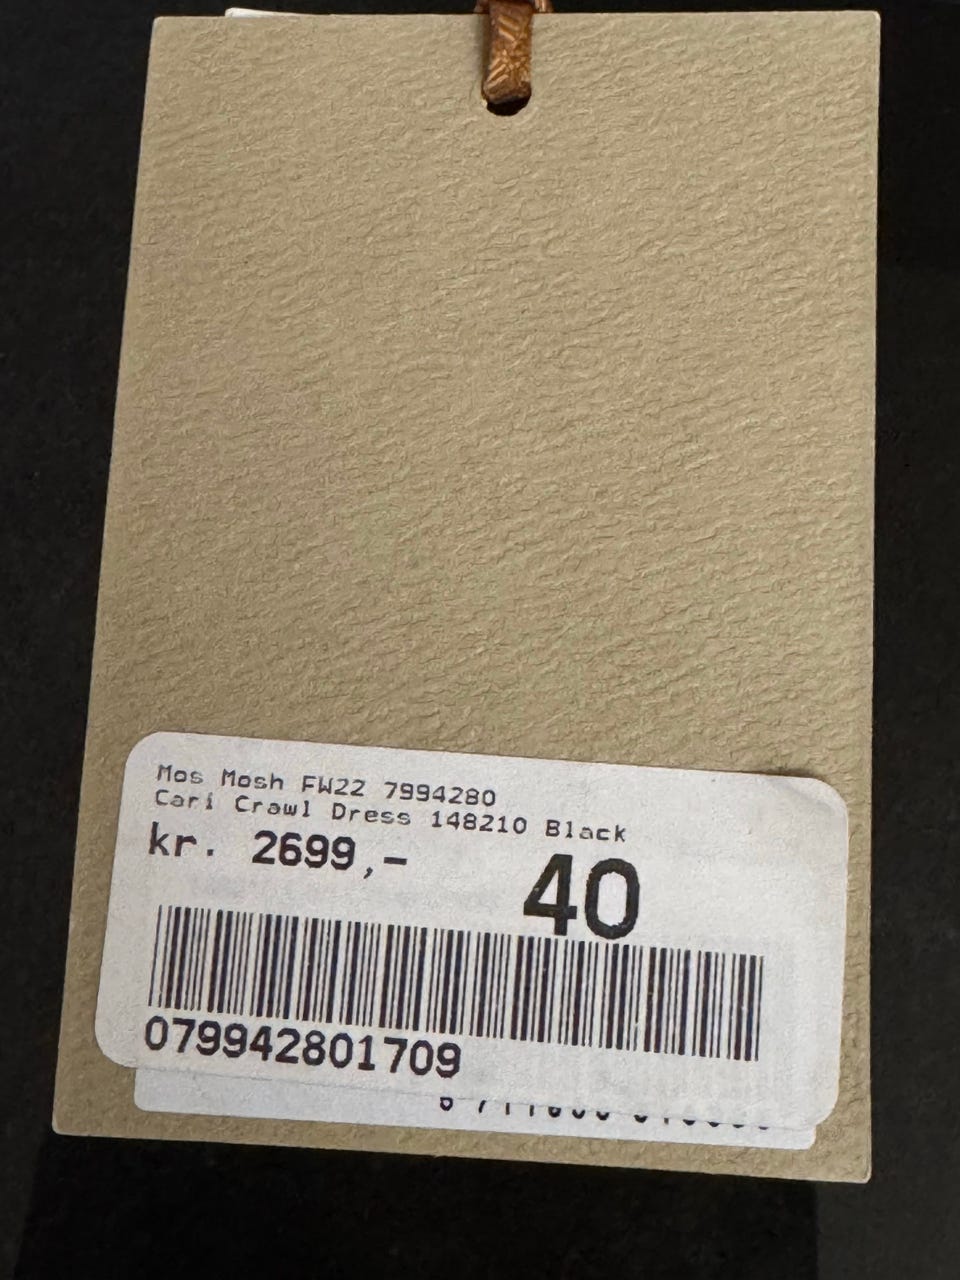 Mos Mosh FW22 7994280
Cari Crawl Dress 148210 Black
kr. 2699,-
40
079942801709